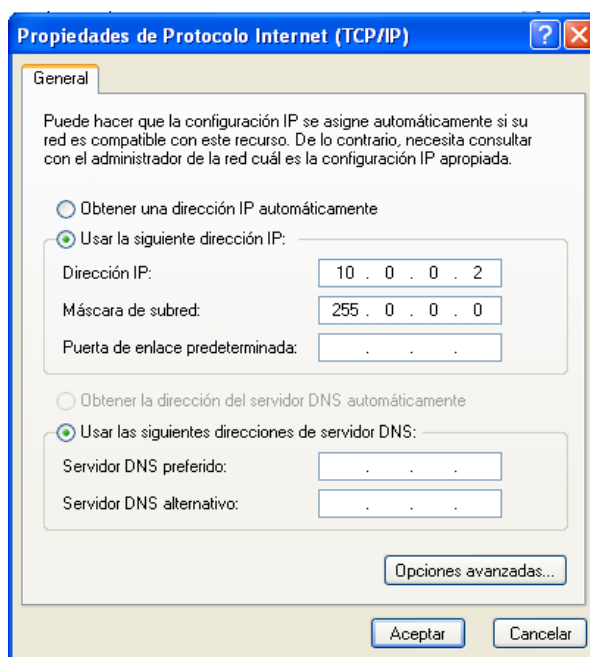 Propiedades de Protocolo Internet (TCP/IP)
General
Puede hacer que la configuración IP se asigne automáticamente si su
red es compatible con este recurso. De lo contrario, necesita consultar
con el administrador de la red cuál es la configuración IP apropiada.
Obtener una dirección IP automáticamente
Usar la siguiente dirección IP:
Dirección IP: 10 . 0 . 0 . 2
Máscara de subred: 255 . 0 . 0 . 0
Puerta de enlace predeterminada: . . .
Obtener la dirección del servidor DNS automáticamente
Usar las siguientes direcciones de servidor DNS:
Servidor DNS preferido: . . .
Servidor DNS alternativo: . . .
Opciones avanzadas...
Aceptar Cancelar